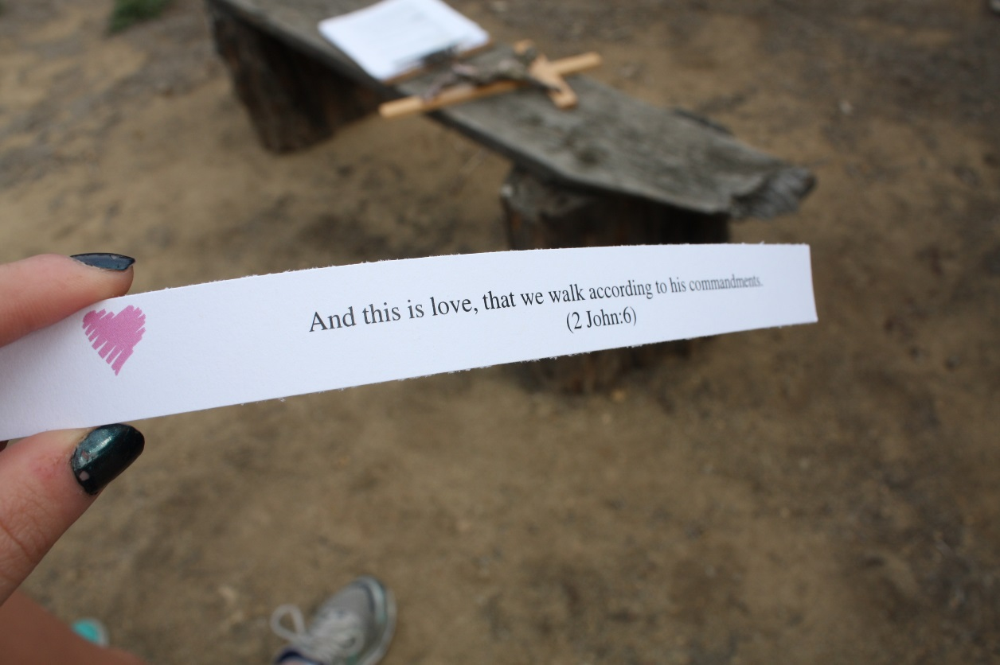 And this is love, that we walk according to his commandments.
(2 John:6)